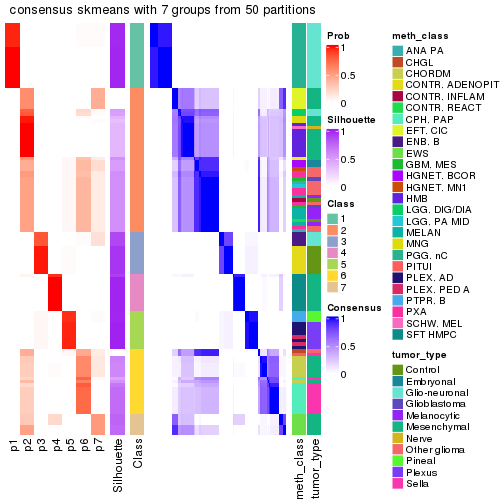 consensus skmeans with 7 groups from 50 partitions
Prob
1
0.5
0
Silhouette
1
0.5
0
Class
1
2
3
4
5
6
7
Consensus
1
0.5
0
meth_class
ANA PA
CHGL
CHORDM
CONTR. ADENOPIT
CONTR. INFLAM
CONTR. REACT
CPH. PAP
EFT. CIC
ENB. B
EWS
GBM. MES
HGNET. BCOR
HGNET. MN1
HMB
LGG. DIG/DIA
LGG. PA MID
MELAN
MNG
PGG. nC
PITUI
PLEX. AD
PLEX. PED A
PTPR. B
PXA
SCHW. MEL
SFT HMPC
tumor_type
Control
Embryonal
Glio-neuronal
Glioblastoma
Melanocytic
Mesenchymal
Nerve
Other glioma
Pineal
Plexus
Sella
p1
p2
p3
p4
p5
p6
p7
Silhouette
Class
meth_class
tumor_type